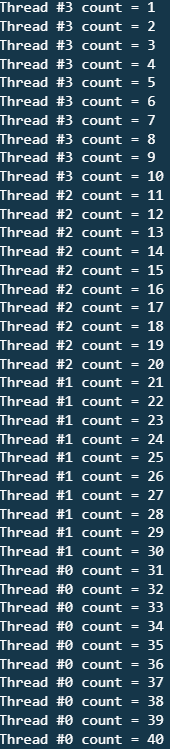 Thread #3 count = 1
Thread #3 count = 2
Thread #3 count = 3
Thread #3 count = 4
Thread #3 count = 5
Thread #3 count = 6
Thread #3 count = 7
Thread #3 count = 8
Thread #3 count = 9
Thread #3 count = 10
Thread #2 count = 11
Thread #2 count = 12
Thread #2 count = 13
Thread #2 count = 14
Thread #2 count = 15
Thread #2 count = 16
Thread #2 count = 17
Thread #2 count = 18
Thread #2 count = 19
Thread #2 count = 20
Thread #1 count = 21
Thread #1 count = 22
Thread #1 count = 23
Thread #1 count = 24
Thread #1 count = 25
Thread #1 count = 26
Thread #1 count = 27
Thread #1 count = 28
Thread #1 count = 29
Thread #1 count = 30
Thread #0 count = 31
Thread #0 count = 32
Thread #0 count = 33
Thread #0 count = 34
Thread #0 count = 35
Thread #0 count = 36
Thread #0 count = 37
Thread #0 count = 38
Thread #0 count = 39
Thread #0 count = 40